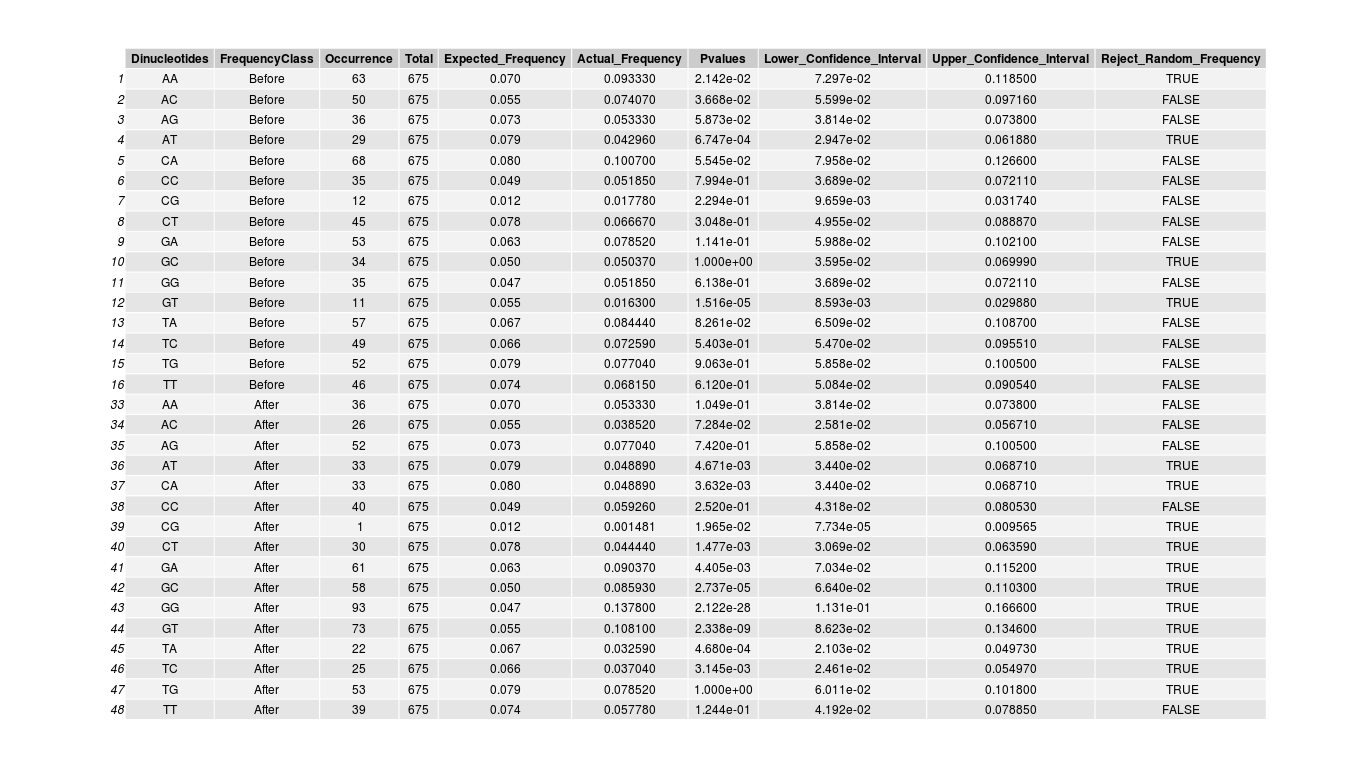 Dinucleotides FrequencyClass Occurrence Total Expected_Frequency Actual_Frequency Pvalues Lower_Confidence_Interval Upper_Confidence_Interval Reject_Random_Frequency
1 AA Before 63 675 0.070 0.093330 2.142e-02 7.297e-02 0.118500 TRUE
2 AC Before 50 675 0.055 0.074070 3.668e-02 5.599e-02 0.097160 FALSE
3 AG Before 36 675 0.073 0.053330 5.873e-02 3.814e-02 0.073800 FALSE
4 AT Before 29 675 0.079 0.042960 6.747e-04 2.947e-02 0.061880 TRUE
5 CA Before 68 675 0.080 0.100700 5.545e-02 7.958e-02 0.126600 FALSE
6 CC Before 35 675 0.049 0.051850 7.994e-01 3.689e-02 0.072110 FALSE
7 CG Before 12 675 0.012 0.017780 2.294e-01 9.659e-03 0.031740 FALSE
8 CT Before 45 675 0.078 0.066670 3.048e-01 4.955e-02 0.088870 FALSE
9 GA Before 53 675 0.063 0.078520 1.141e-01 5.988e-02 0.102100 FALSE
10 GC Before 34 675 0.050 0.050370 1.000e+00 3.595e-02 0.069990 TRUE
11 GG Before 35 675 0.047 0.051850 6.138e-01 3.689e-02 0.072110 FALSE
12 GT Before 11 675 0.055 0.016300 1.516e-05 8.593e-03 0.029880 TRUE
13 TA Before 57 675 0.067 0.084440 8.261e-02 6.509e-02 0.108700 FALSE
14 TC Before 49 675 0.066 0.072590 5.403e-01 5.470e-02 0.095510 FALSE
15 TG Before 52 675 0.079 0.077040 9.063e-01 5.858e-02 0.100500 FALSE
16 TT Before 46 675 0.074 0.068150 6.120e-01 5.084e-02 0.090540 FALSE
33 AA After 36 675 0.070 0.053330 1.049e-01 3.814e-02 0.073800 FALSE
34 AC After 26 675 0.055 0.038520 7.284e-02 2.581e-02 0.056710 FALSE
35 AG After 52 675 0.073 0.077040 7.420e-01 5.858e-02 0.100500 FALSE
36 AT After 33 675 0.079 0.048890 4.671e-03 3.440e-02 0.068710 TRUE
37 CA After 33 675 0.080 0.048890 3.632e-03 3.440e-02 0.068710 TRUE
38 CC After 40 675 0.049 0.059260 2.520e-01 4.318e-02 0.080530 FALSE
39 CG After 1 675 0.012 0.001481 1.965e-02 7.734e-05 0.009565 TRUE
40 CT After 30 675 0.078 0.044440 1.477e-03 3.069e-02 0.063590 TRUE
41 GA After 61 675 0.063 0.090370 4.405e-03 7.034e-02 0.115200 TRUE
42 GC After 58 675 0.050 0.085930 2.737e-05 6.640e-02 0.110300 TRUE
43 GG After 93 675 0.047 0.137800 2.122e-28 1.131e-01 0.166600 TRUE
44 GT After 73 675 0.055 0.108100 2.338e-09 8.623e-02 0.134600 TRUE
45 TA After 22 675 0.067 0.032590 4.680e-04 2.103e-02 0.049730 TRUE
46 TC After 25 675 0.066 0.037040 3.145e-03 2.461e-02 0.054970 TRUE
47 TG After 53 675 0.079 0.078520 1.000e+00 6.011e-02 0.101800 TRUE
48 TT After 39 675 0.074 0.057780 1.244e-01 4.192e-02 0.078850 FALSE